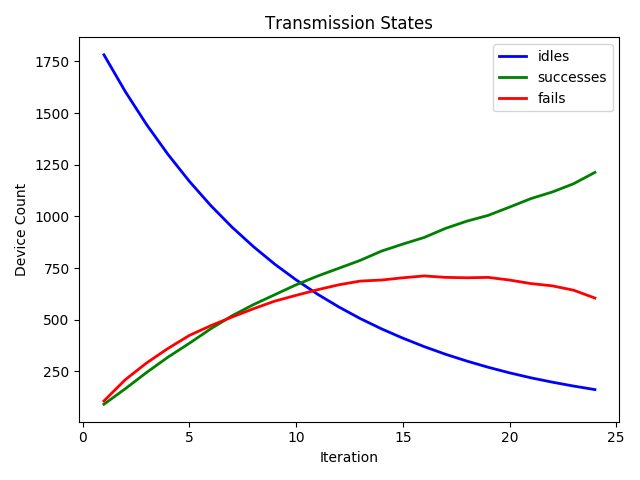 Transmission States
idles
successes
fails
Device Count
1750
1500
1250
1000
750
500
250
0 5 10 15 20 25
Iteration